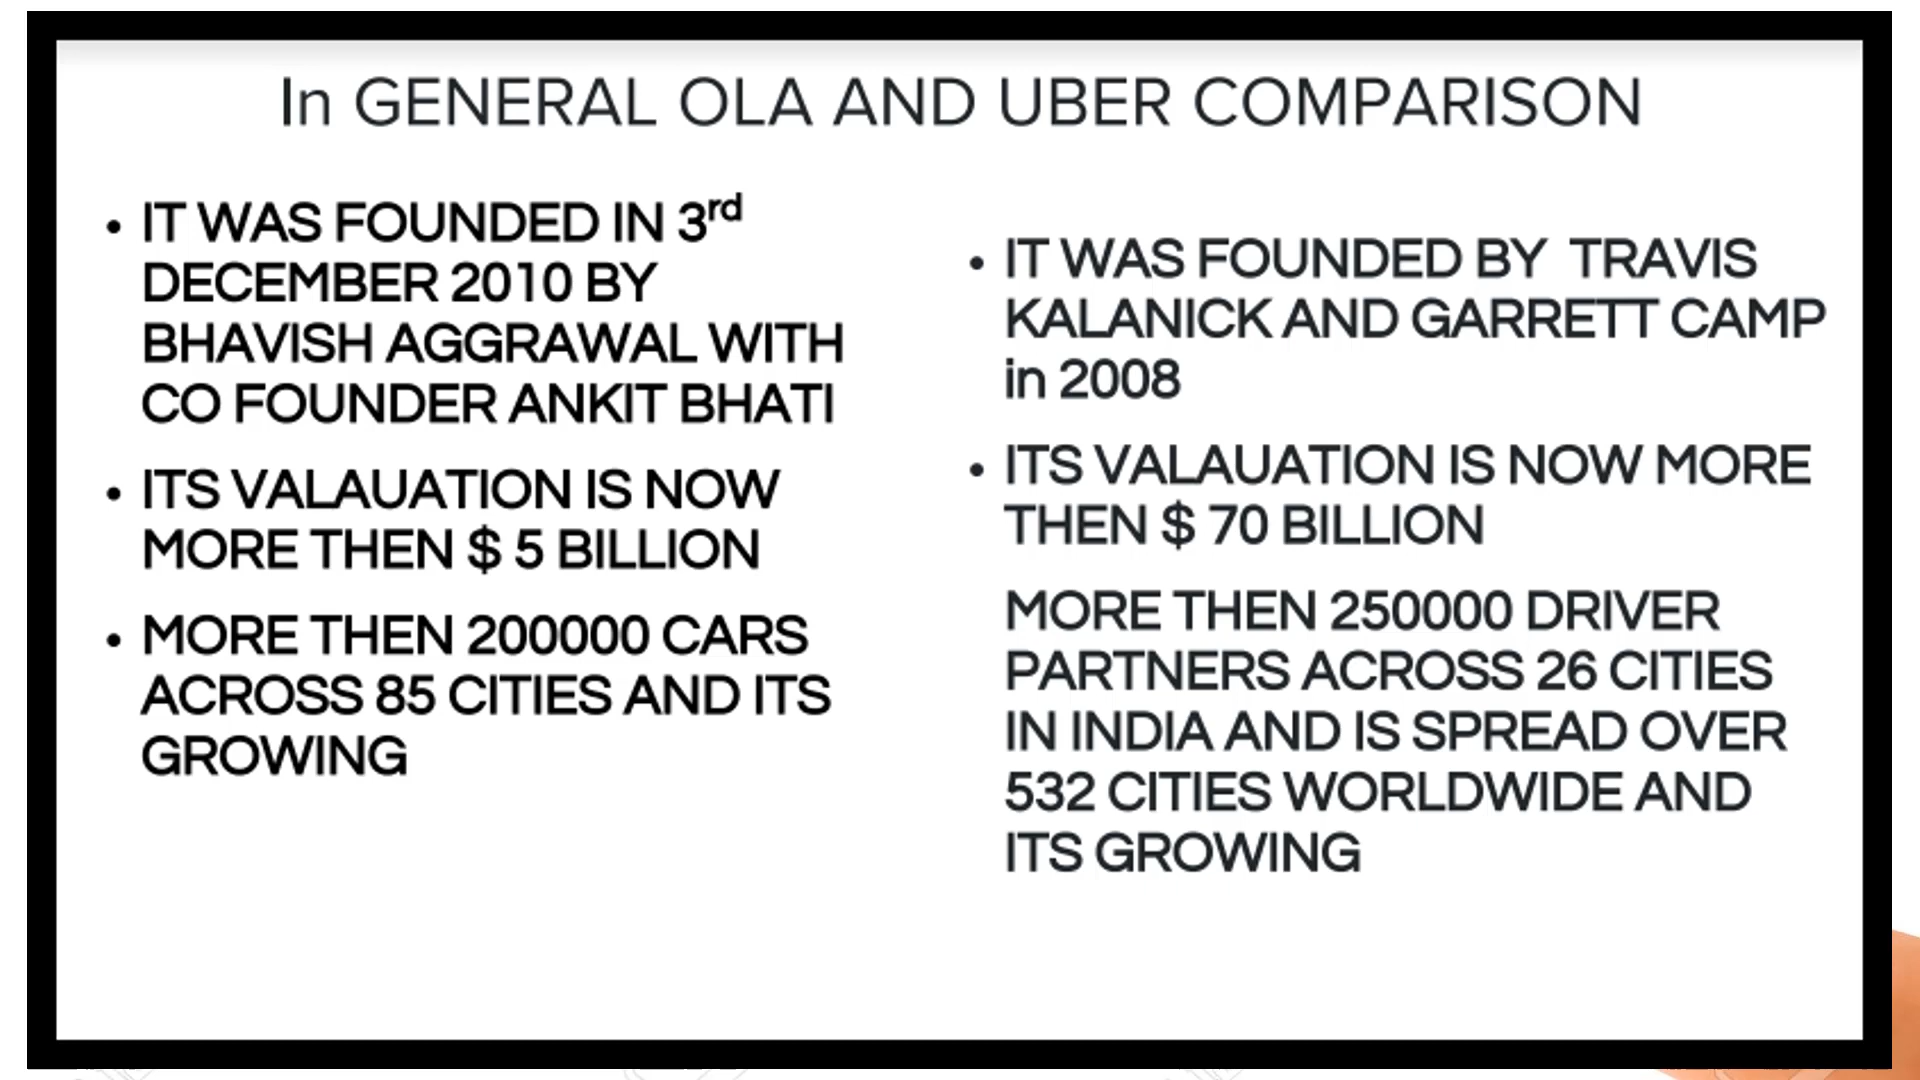 In GENERAL OLA AND UBER COMPARISON
• IT WAS FOUNDED IN 3rd
DECEMBER 2010 BY
BHAVISH AGGRAWAL WITH
CO FOUNDER ANKIT BHATI
• ITS VALAUATION IS NOW
MORE THEN $ 5 BILLION
• MORE THEN 200000 CARS
ACROSS 85 CITIES AND ITS
GROWING
• IT WAS FOUNDED BY TRAVIS
KALANICK AND GARRETT CAMP
in 2008
• ITS VALAUATION IS NOW MORE
THEN $ 70 BILLION
MORE THEN 250000 DRIVER
PARTNERS ACROSS 26 CITIES
IN INDIA AND IS SPREAD OVER
532 CITIES WORLDWIDE AND
ITS GROWING